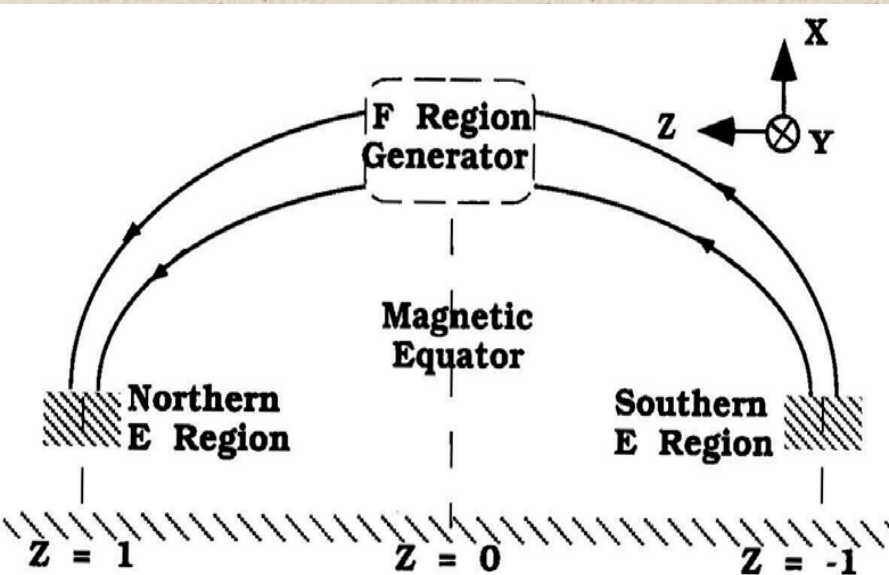 X
F Region
Generator
Z
Y
Magnetic
Equator
Northern
E Region
Southern
E Region
Z = 1
Z = 0
Z = -1